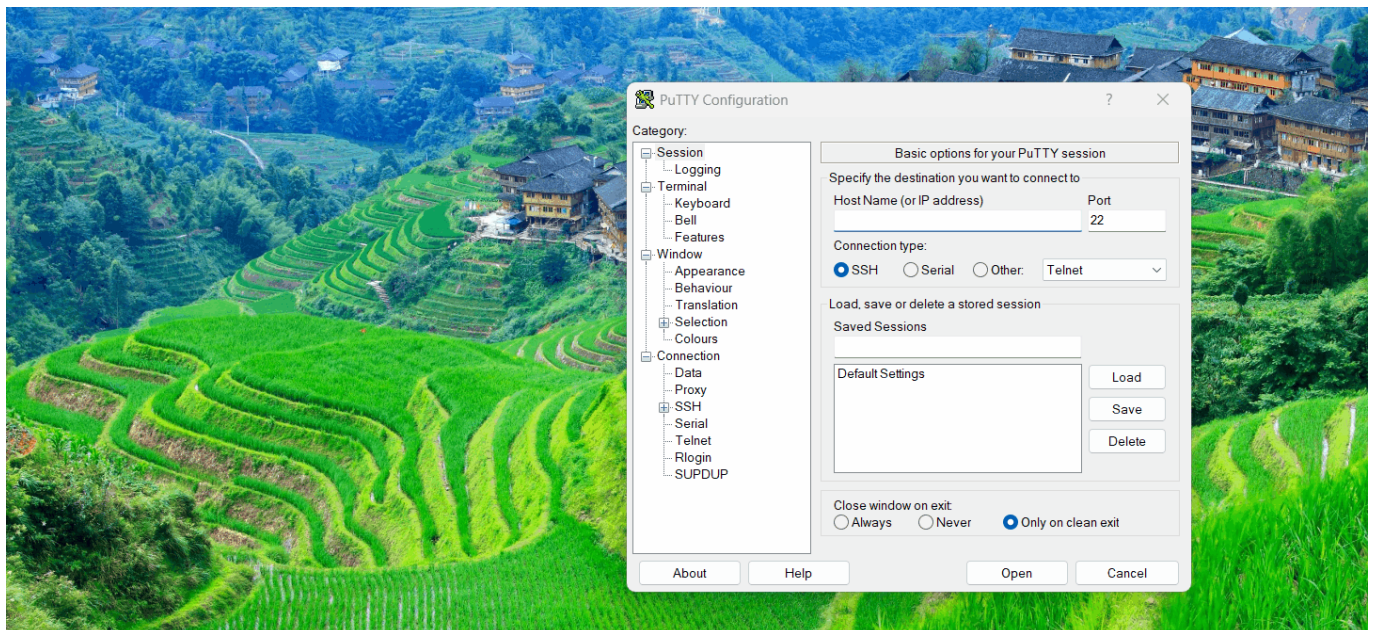 PuTTY Configuration
?
Category:
Session
Logging
Terminal
Keyboard
Bell
Features
Window
Appearance
Behaviour
Translation
Selection
Colours
Connection
Data
Proxy
SSH
Serial
Telnet
Rlogin
SUPDUP
Basic options for your PuTTY session
Specify the destination you want to connect to
Host Name (or IP address) Port
22
Connection type:
SSH Serial Other: Telnet
Load, save or delete a stored session
Saved Sessions
Default Settings
Load
Save
Delete
Close window on exit:
Always Never Only on clean exit
About Help Open Cancel